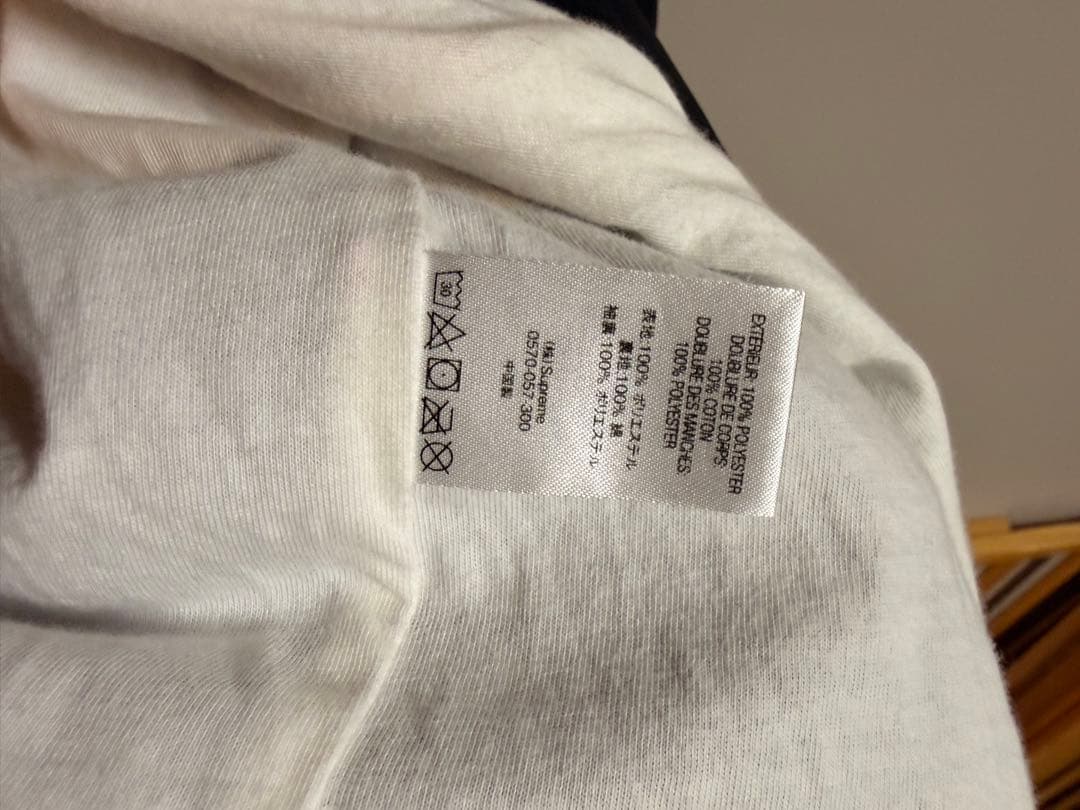 EXTERIEUR: 100% POLYESTER
DOUBLURE DE CORPS:
100% COTON
DOUBLURE DES MANCHES:
100% POLYESTER
表地:100% ポリエステル
裏地:100% 綿
袖裏:100% ポリエステル
(株) Supreme
0570-057-300
中国製
30